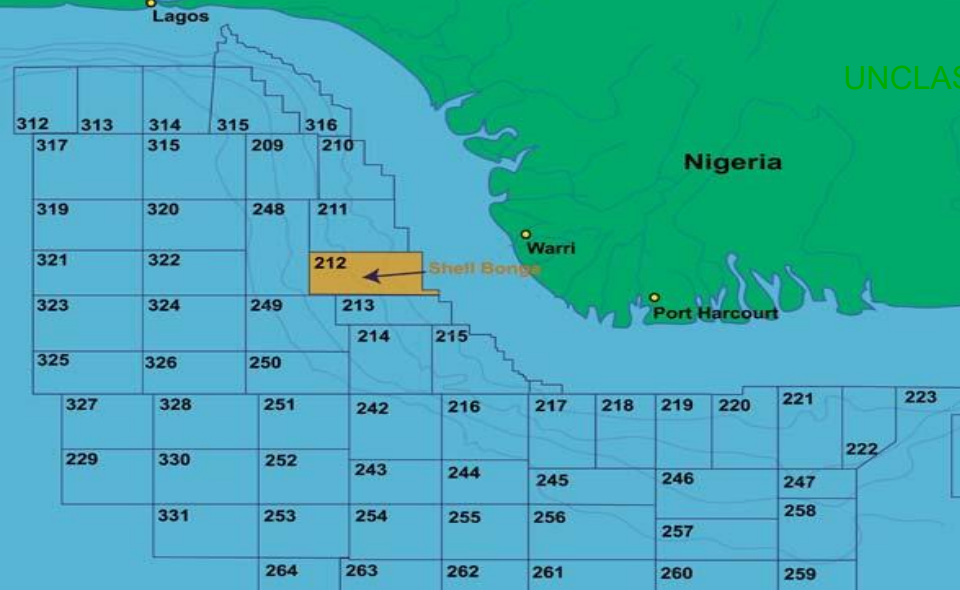 Lagos
UNCLAS
312 313 314 315 316
317 315 209 210
Nigeria
319 320 248 211
Warri
321 322 212 Shell Bonga
323 324 249 213 Port Harcourt
214 215
325 326 250
327 328 251 242 216 217 218 219 220 221 223
222
229 330 252 243 244 245 246 247
331 253 254 255 256 258
257
264 263 262 261 260 259